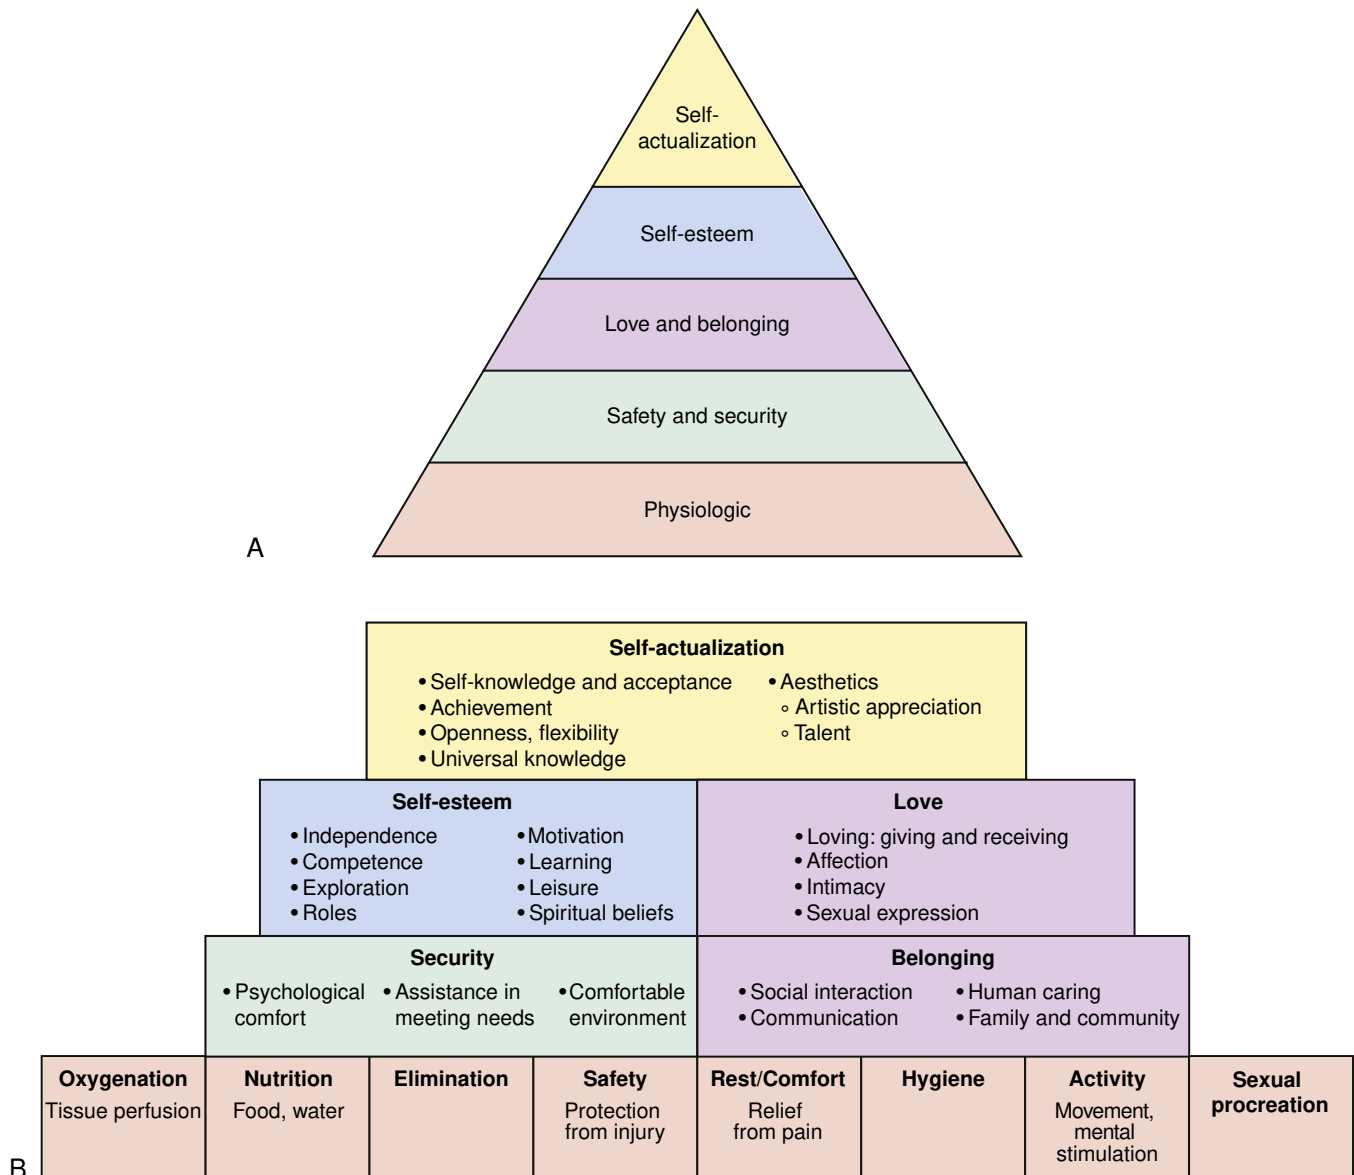 Self-
actualization
Self-esteem
Love and belonging
Safety and security
Physiologic
A
Self-actualization
• Self-knowledge and acceptance
• Achievement
• Openness, flexibility
• Universal knowledge
• Aesthetics
◦ Artistic appreciation
◦ Talent
Self-esteem
• Independence
• Competence
• Exploration
• Roles
• Motivation
• Learning
• Leisure
• Spiritual beliefs
Love
• Loving: giving and receiving
• Affection
• Intimacy
• Sexual expression
Security
• Psychological
comfort
• Assistance in
meeting needs
• Comfortable
environment
Belonging
• Social interaction
• Communication
• Human caring
• Family and community
Oxygenation
Tissue perfusion
Nutrition
Food, water
Elimination
Safety
Protection
from injury
Rest/Comfort
Relief
from pain
Hygiene
Activity
Movement,
mental
stimulation
Sexual
procreation
B